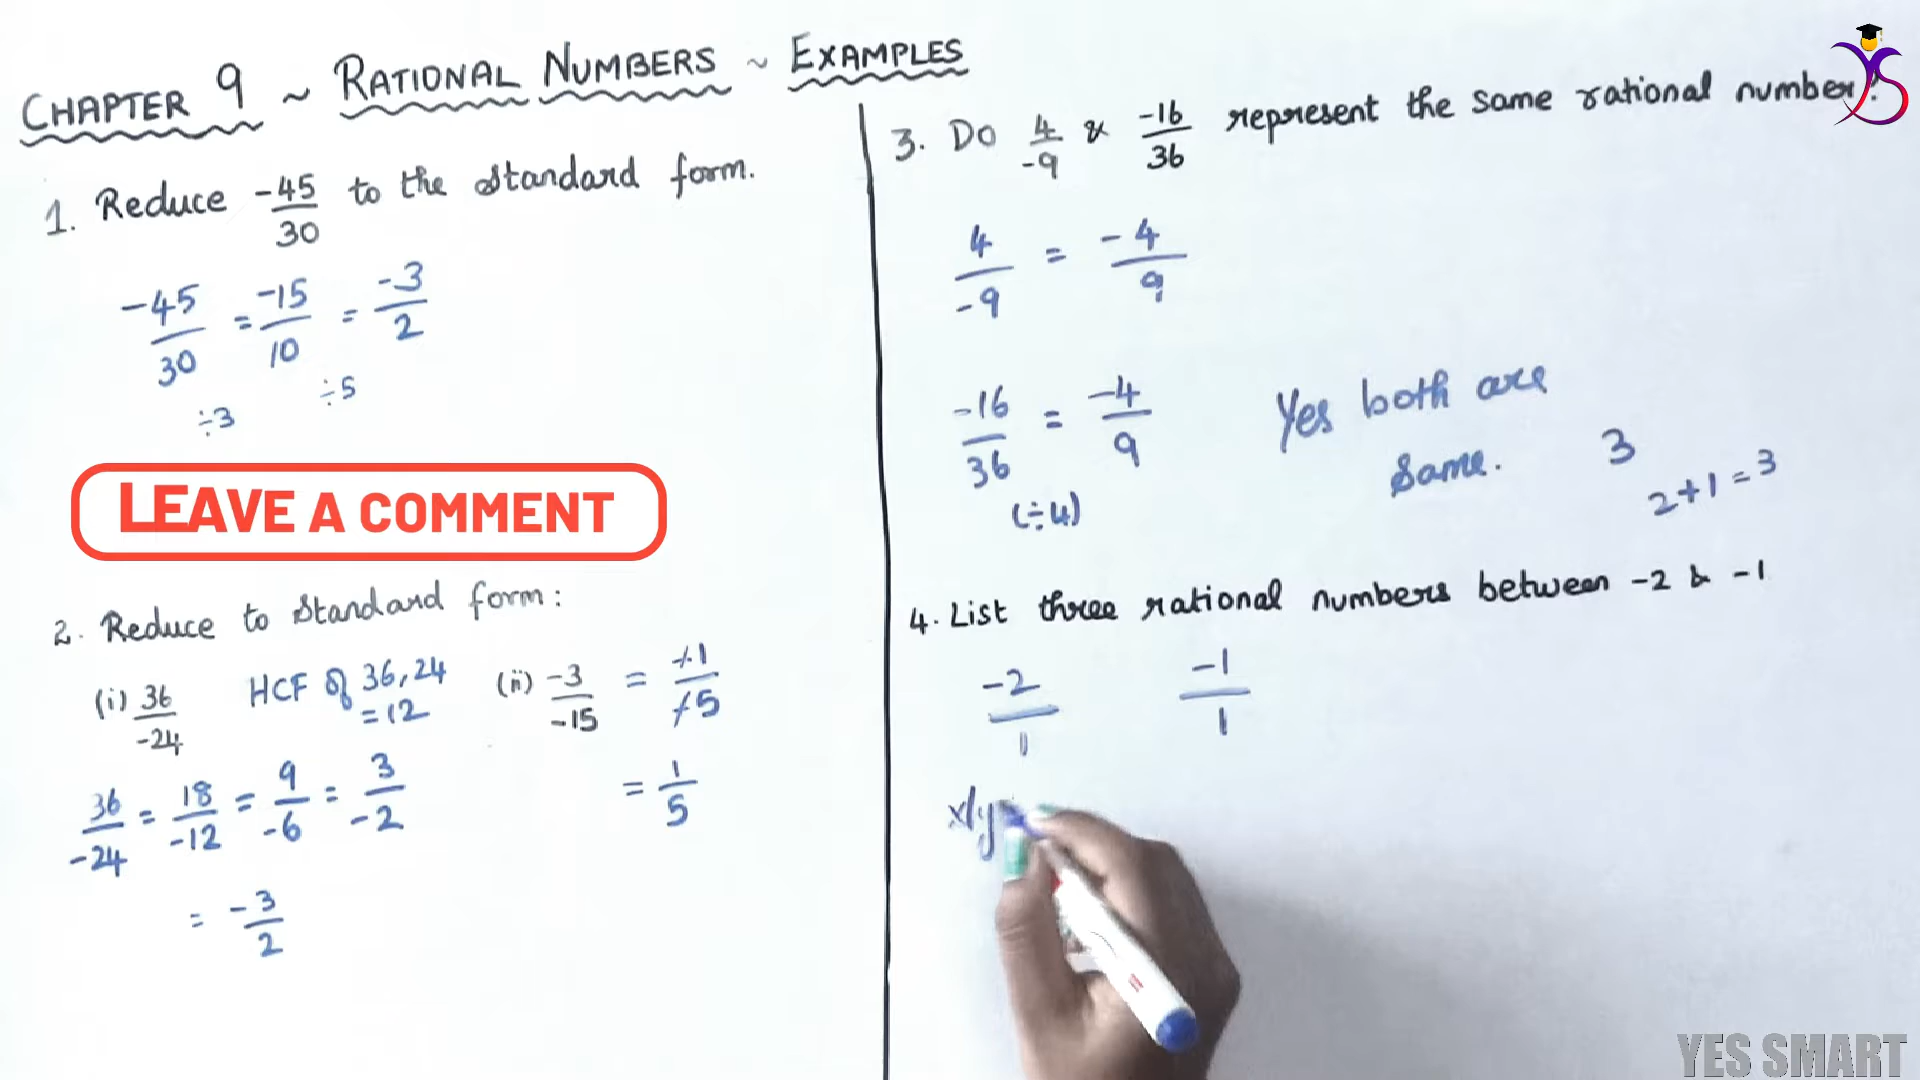 CHAPTER 9 ~ RATIONAL NUMBERS ~ EXAMPLES
1. Reduce -45/30 to the standard form.
-45/30 = -15/10 = -3/2
÷3 ÷5
LEAVE A COMMENT
2. Reduce to standard form:
(i) 36/-24 HCF of 36,24 = 12
36/-24 = 18/-12 = 9/-6 = 3/-2
= -3/2
(ii) -3/-15 = -1/-5
= 1/5
3. Do 4/-9 & -16/36 represent the same rational number?
4/-9 = -4/9
-16/36 = -4/9
(÷4)
Yes both are
same.
3
2+1=3
4. List three rational numbers between -2 & -1
-2/1 -1/1
YES SMART